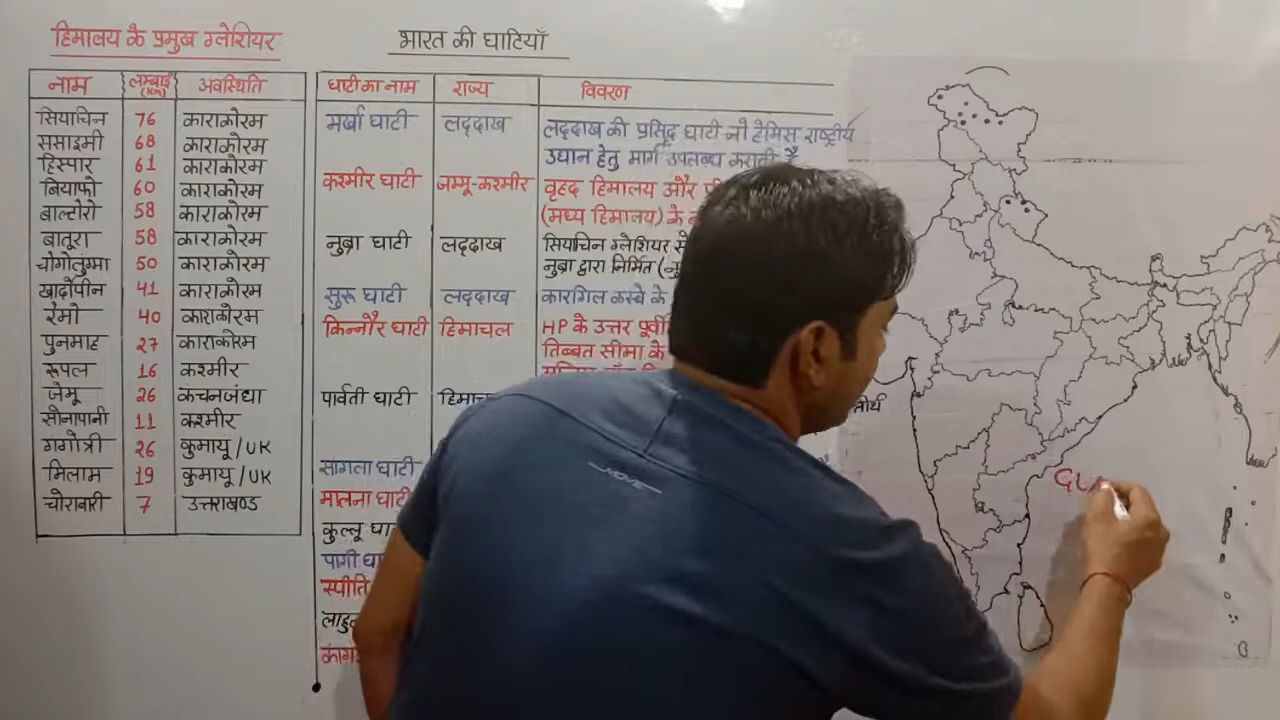 हिमालय के प्रमुख ग्लेशियर
नाम लम्बाई (KM) अवस्थिति
सियाचिन 76 काराकोरम
ससाइमी 68 काराकोरम
हिस्पार 61 काराकोरम
बियाफो 60 काराकोरम
बाल्टोरो 58 काराकोरम
बातुरा 58 काराकोरम
चोगोलुंग्मा 50 काराकोरम
खार्दोपीन 41 काराकोरम
रेमो 40 काराकोरम
पुनमाह 27 काराकोरम
रूपल 16 कश्मीर
जेमू 26 कंचनजंघा
सोनापानी 11 कश्मीर
गंगोत्री 26 कुमायू/UK
मिलाम 19 कुमायू/UK
चोराबारी 7 उत्तराखण्ड
भारत की घाटियाँ
घाटी का नाम राज्य विवरण
मर्खा घाटी लद्दाख लद्दाख की प्रसिद्द घाटी जो हेमिस राष्ट्रीय
उद्यान हेतु मार्ग उपलब्ध कराती है
कश्मीर घाटी जम्मू-कश्मीर वृहद हिमालय और
(मध्य हिमालय) के
नुब्रा घाटी लद्दाख सियाचिन ग्लेशियर से
नुब्रा द्वारा निर्मित
सुरू घाटी लद्दाख कारगिल कस्बे के
किन्नौर घाटी हिमाचल HP के उत्तर पूर्वी
तिब्बत सीमा के
पार्वती घाटी
सांगला घाटी
मालना घाटी
कुल्लू
पांगी
स्पीति
MOVE